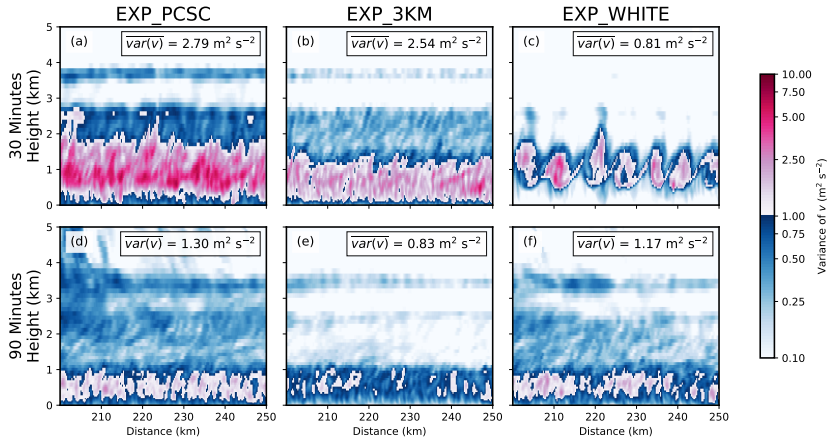 EXP_PCSC EXP_3KM EXP_WHITE
30 Minutes
Height (km)
5
4
3
2
1
0
(a) var(v) = 2.79 m² s⁻²
(b) var(v) = 2.54 m² s⁻²
(c) var(v) = 0.81 m² s⁻²
90 Minutes
Height (km)
5
4
3
2
1
0
(d) var(v) = 1.30 m² s⁻²
(e) var(v) = 0.83 m² s⁻²
(f) var(v) = 1.17 m² s⁻²
210 220 230 240 250
Distance (km)
210 220 230 240 250
Distance (km)
210 220 230 240 250
Distance (km)
10.00
7.50
5.00
2.50
1.00
0.75
0.50
0.25
0.10
Variance of v (m² s⁻²)